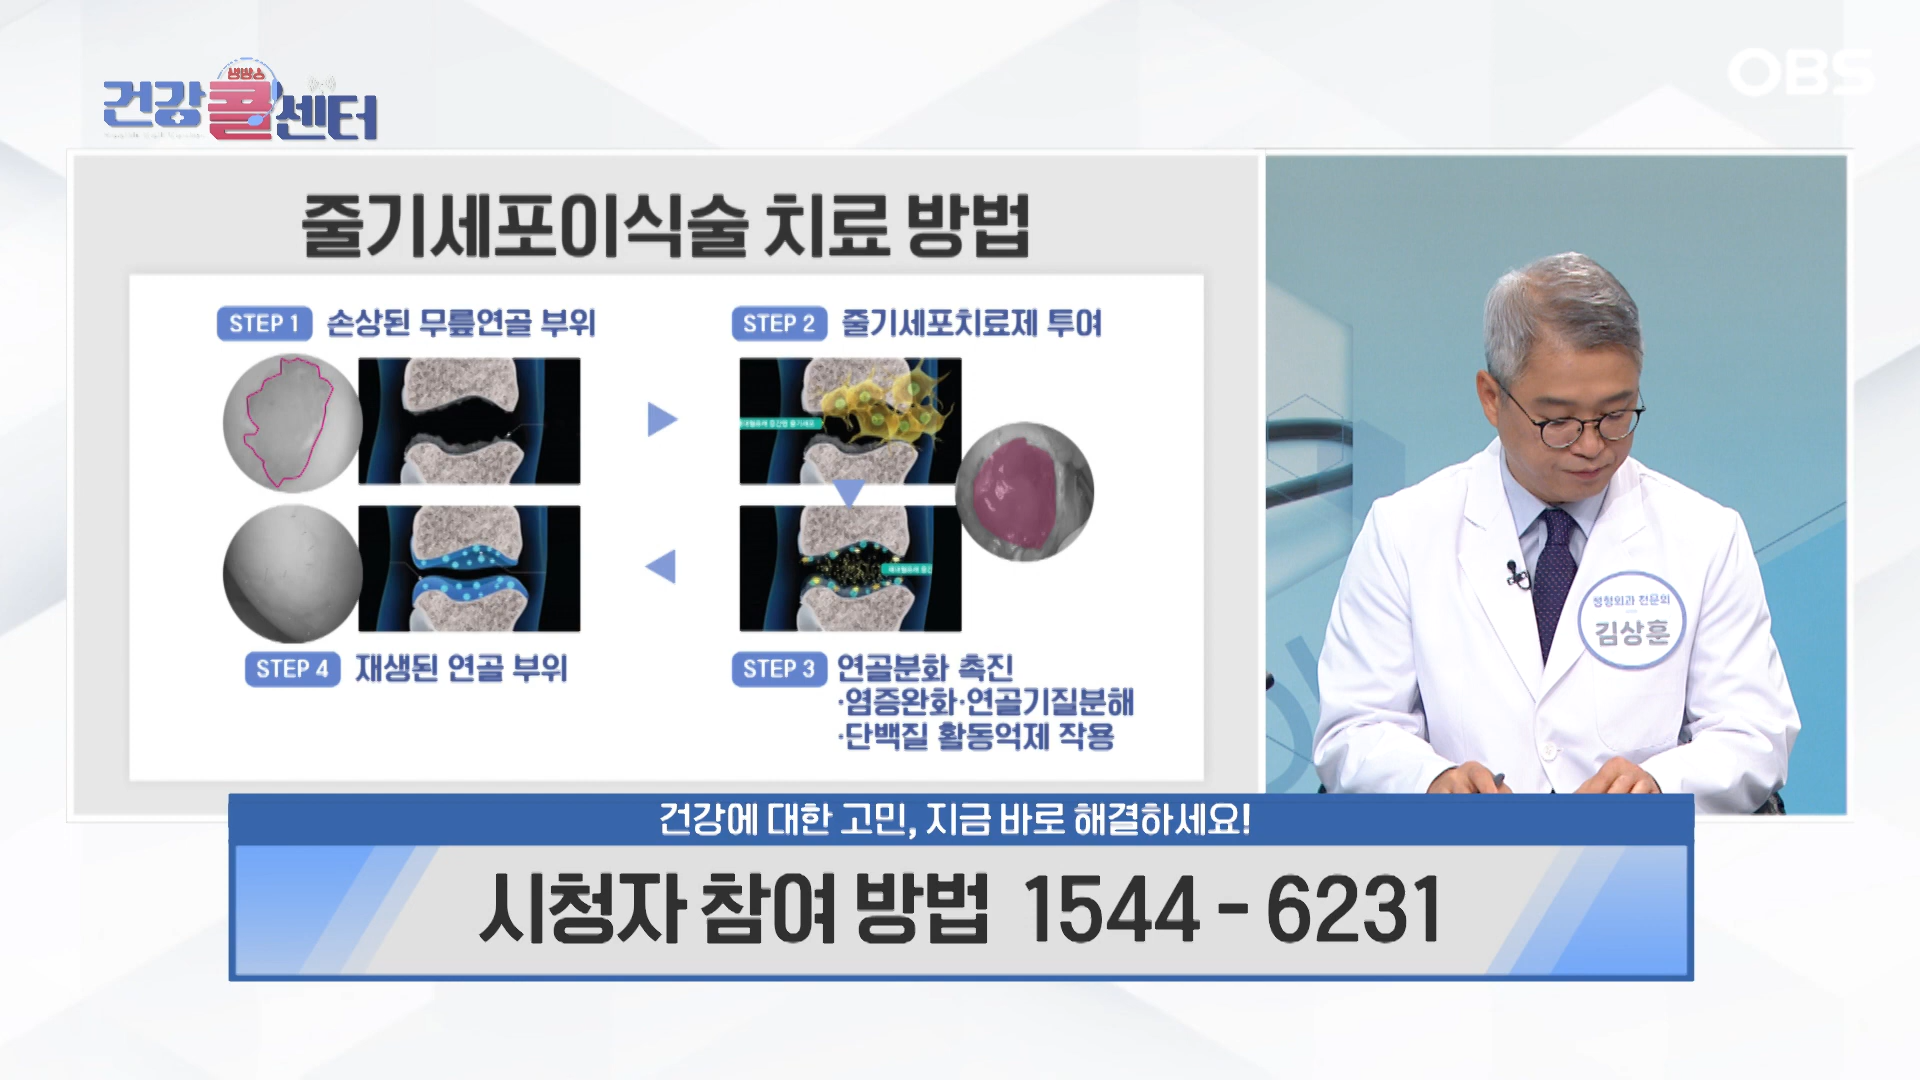 생방송
건강콜센터
OBS
줄기세포이식술 치료 방법
STEP 1 손상된 무릎연골 부위
STEP 2 줄기세포치료제 투여
STEP 4 재생된 연골 부위
STEP 3 연골분화 촉진
·염증완화·연골기질분해
·단백질 활동억제 작용
정형외과 전문의
김상훈
건강에 대한 고민, 지금 바로 해결하세요!
시청자 참여 방법 1544 - 6231